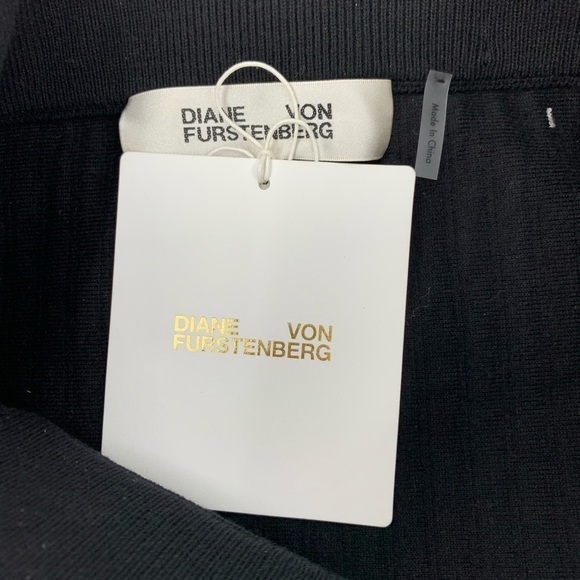 DIANE VON
FURSTENBERG
Made in China
DIANE VON
FURSTENBERG